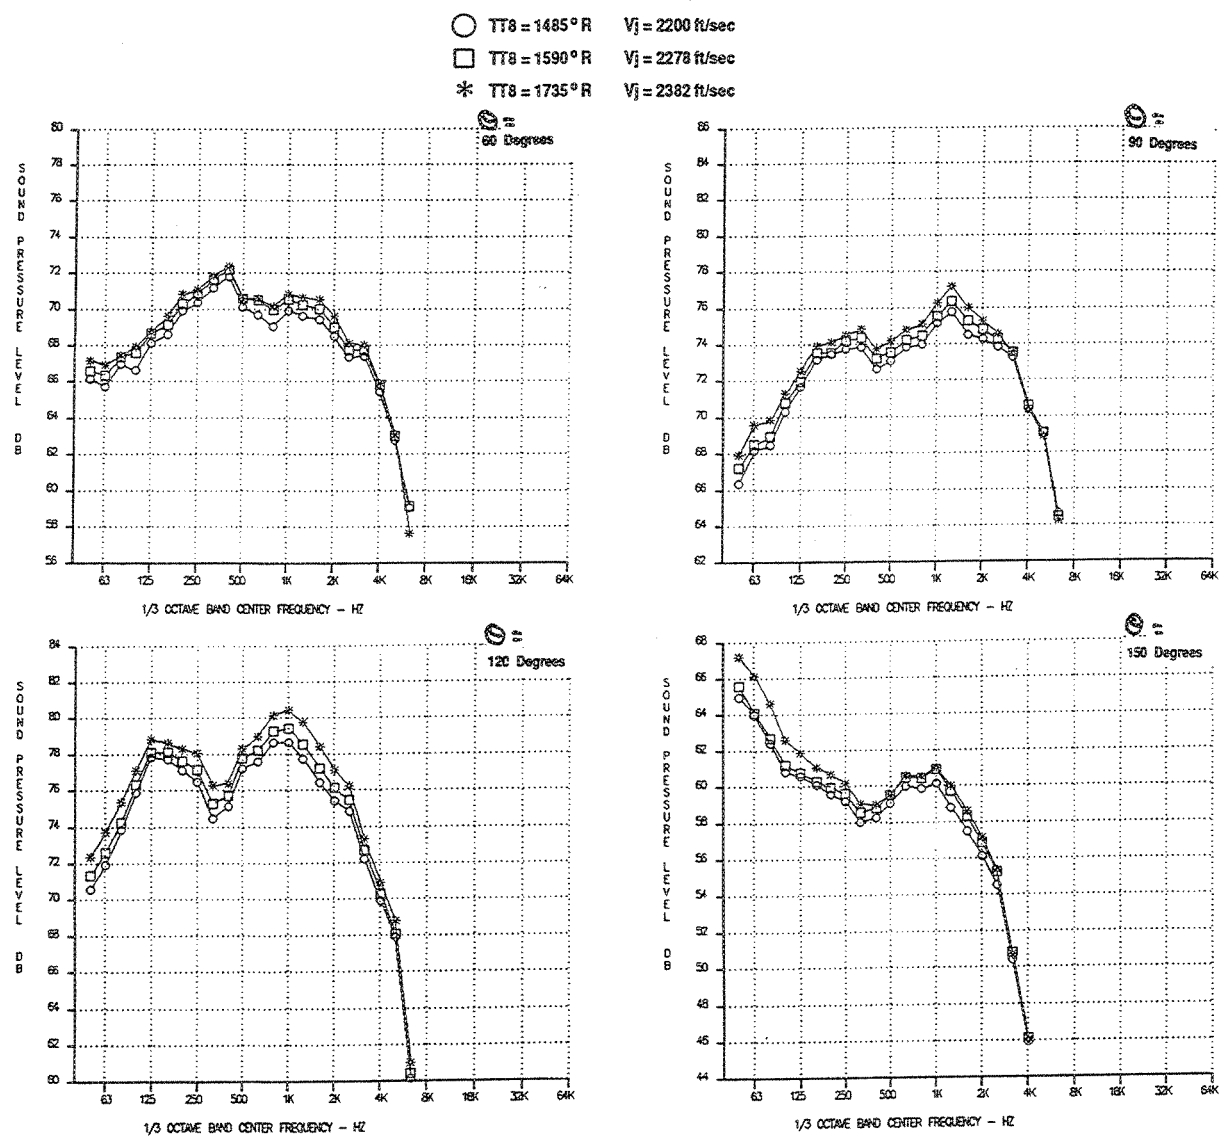 TT8 = 1485° R Vj = 2200 ft/sec
TT8 = 1590° R Vj = 2278 ft/sec
TT8 = 1735° R Vj = 2382 ft/sec
Θ =
60 Degrees
80
78
76
74
72
70
68
66
64
62
60
58
56
SOUND PRESSURE LEVEL DB
63 125 250 500 1K 2K 4K 8K 16K 32K 64K
1/3 OCTAVE BAND CENTER FREQUENCY – HZ
Θ =
90 Degrees
86
84
82
80
78
76
74
72
70
68
66
64
62
SOUND PRESSURE LEVEL DB
63 125 250 500 1K 2K 4K 8K 16K 32K 64K
1/3 OCTAVE BAND CENTER FREQUENCY – HZ
Θ =
120 Degrees
84
82
80
78
76
74
72
70
68
66
64
62
60
SOUND PRESSURE LEVEL DB
63 125 250 500 1K 2K 4K 8K 16K 32K 64K
1/3 OCTAVE BAND CENTER FREQUENCY – HZ
Θ =
150 Degrees
68
66
64
62
60
58
56
54
52
50
48
46
44
SOUND PRESSURE LEVEL DB
63 125 250 500 1K 2K 4K 8K 16K 32K 64K
1/3 OCTAVE BAND CENTER FREQUENCY – HZ